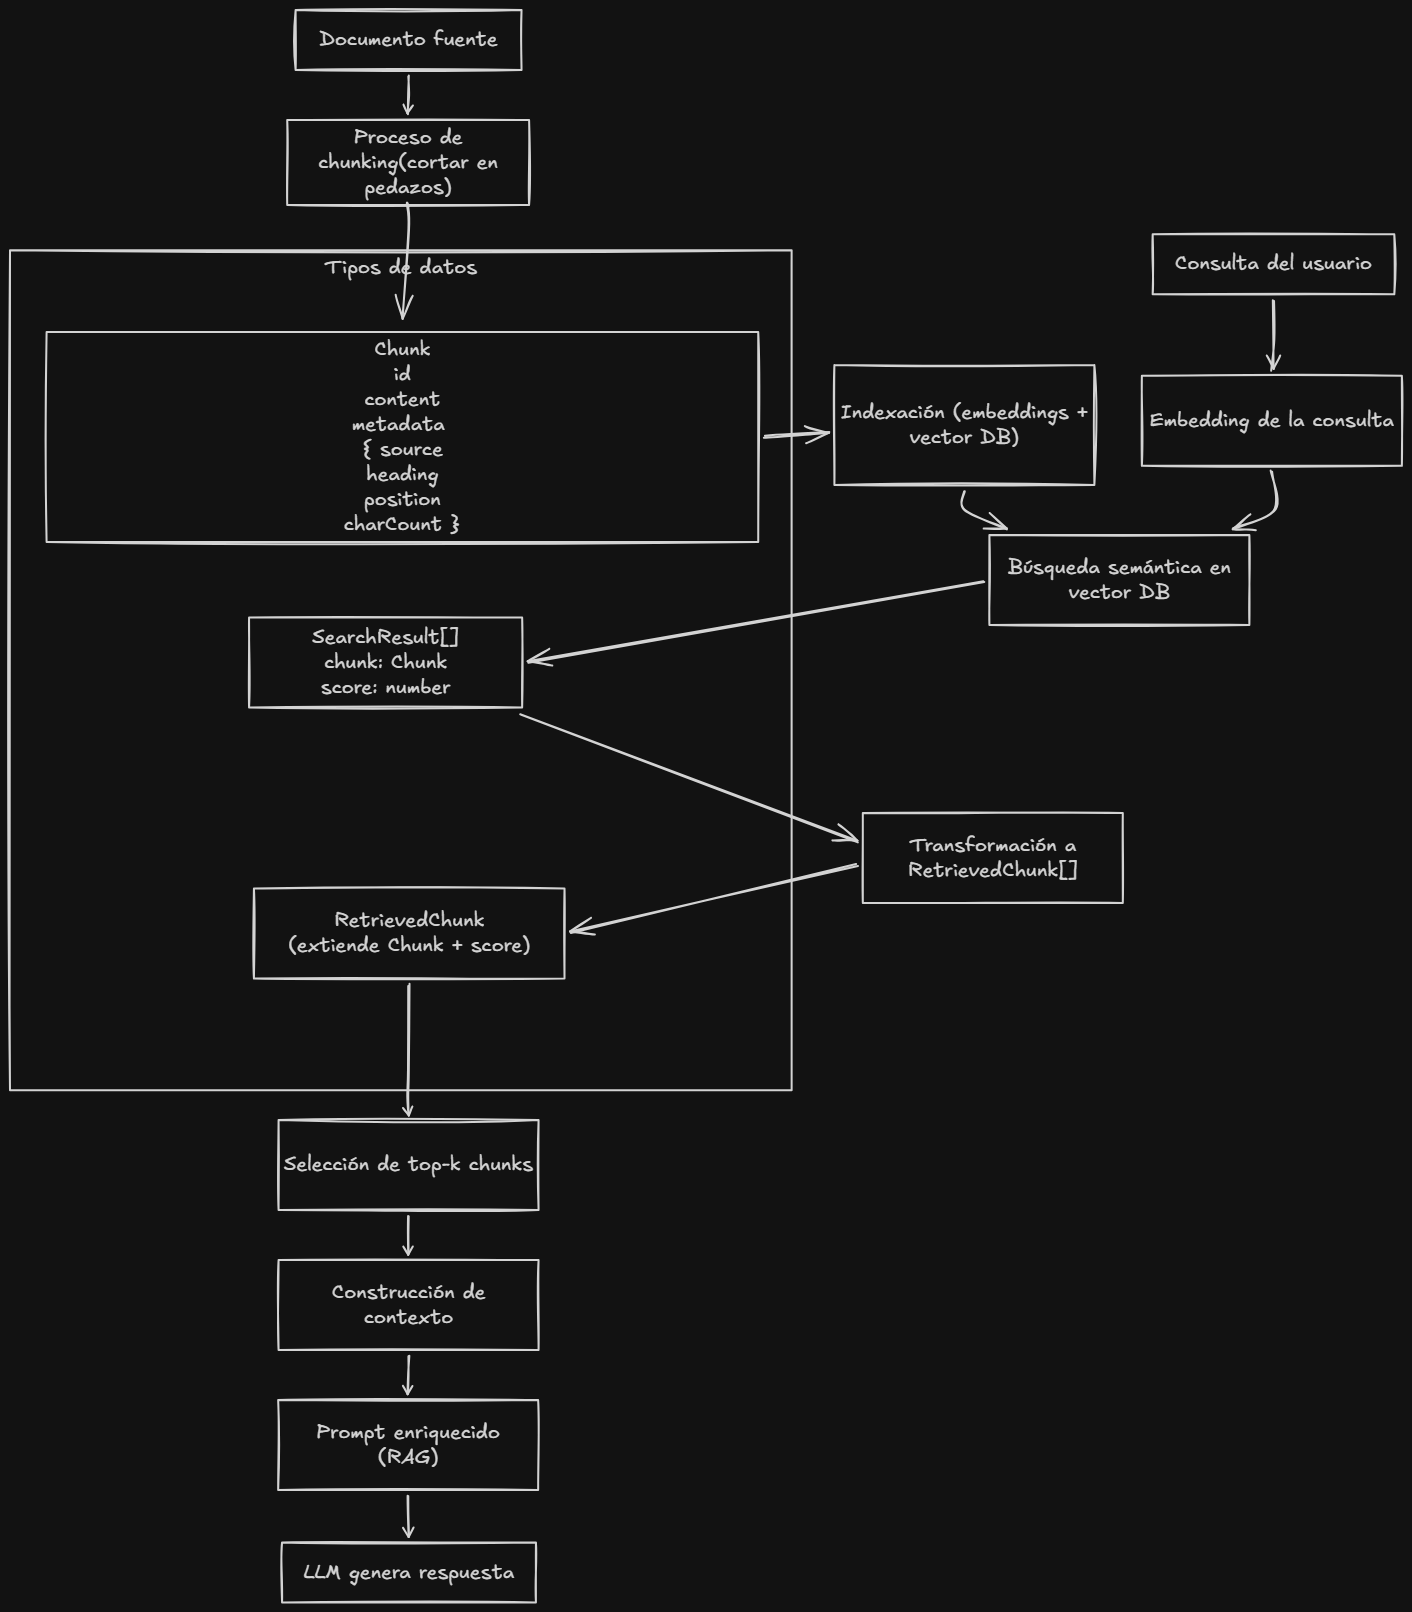 Documento fuente
Proceso de
chunking(cortar en
pedazos)
Tipos de datos
Chunk
id
content
metadata
{ source
heading
position
charCount }
Consulta del usuario
Indexación (embeddings +
vector DB)
Embedding de la consulta
Búsqueda semántica en
vector DB
SearchResult[]
chunk: Chunk
score: number
Transformación a
RetrievedChunk[]
RetrievedChunk
(extiende Chunk + score)
Selección de top-k chunks
Construcción de
contexto
Prompt enriquecido
(RAG)
LLM genera respuesta